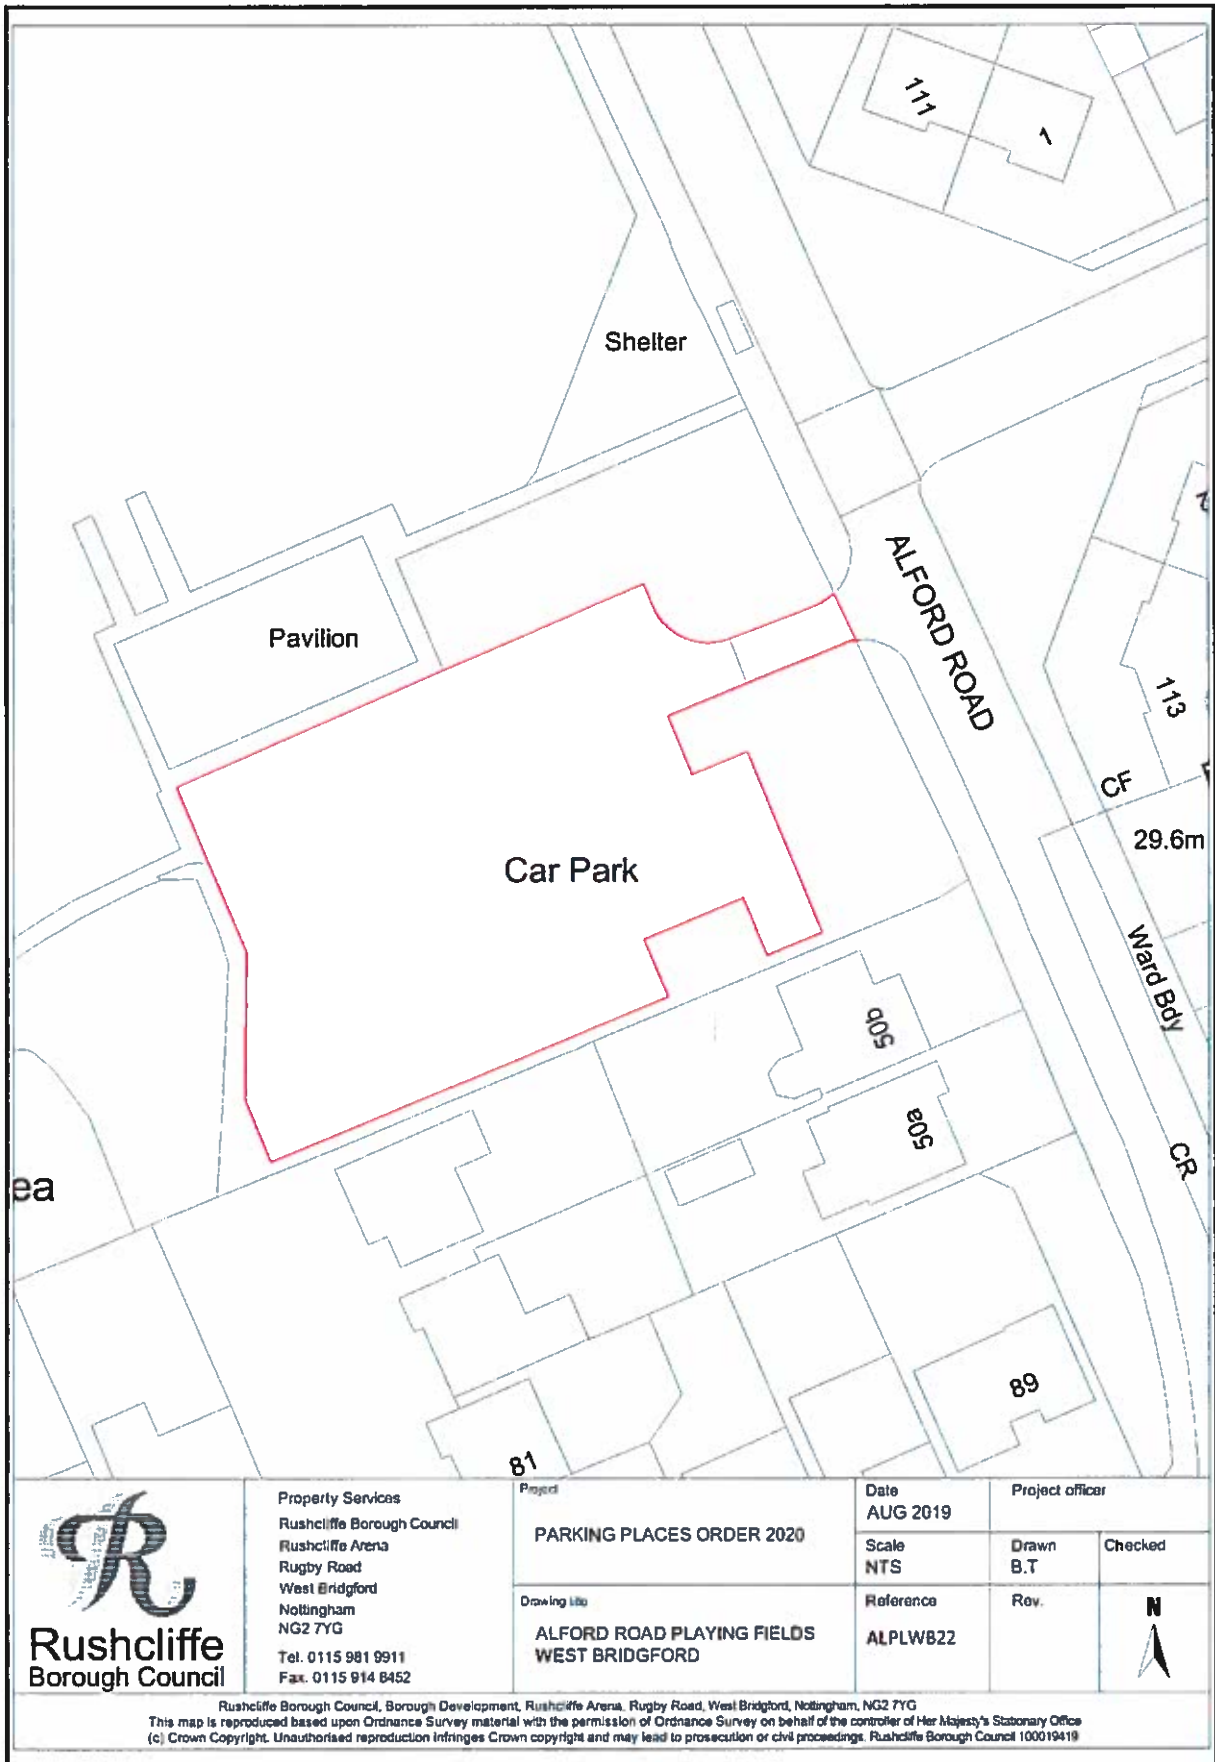 111
1
Shelter
ALFORD ROAD
Pavilion
113
CF
29.6m
Car Park
Ward Bdy
50b
50a
CR
ea
89
81
Rushcliffe
Borough Council
Property Services
Rushcliffe Borough Council
Rushcliffe Arena
Rugby Road
West Bridgford
Nottingham
NG2 7YG
Tel. 0115 981 9911
Fax. 0115 914 8452
Project
PARKING PLACES ORDER 2020
Drawing title
ALFORD ROAD PLAYING FIELDS
WEST BRIDGFORD
Date
AUG 2019
Project officer
Scale
NTS
Drawn
B.T
Checked
Reference
ALPLWB22
Rev.
N
Rushcliffe Borough Council, Borough Development, Rushcliffe Arena, Rugby Road, West Bridgford, Nottingham, NG2 7YG
This map is reproduced based upon Ordnance Survey material with the permission of Ordnance Survey on behalf of the controller of Her Majesty's Stationary Office
(c) Crown Copyright. Unauthorised reproduction infringes Crown copyright and may lead to prosecution or civil proceedings. Rushcliffe Borough Council 100019419